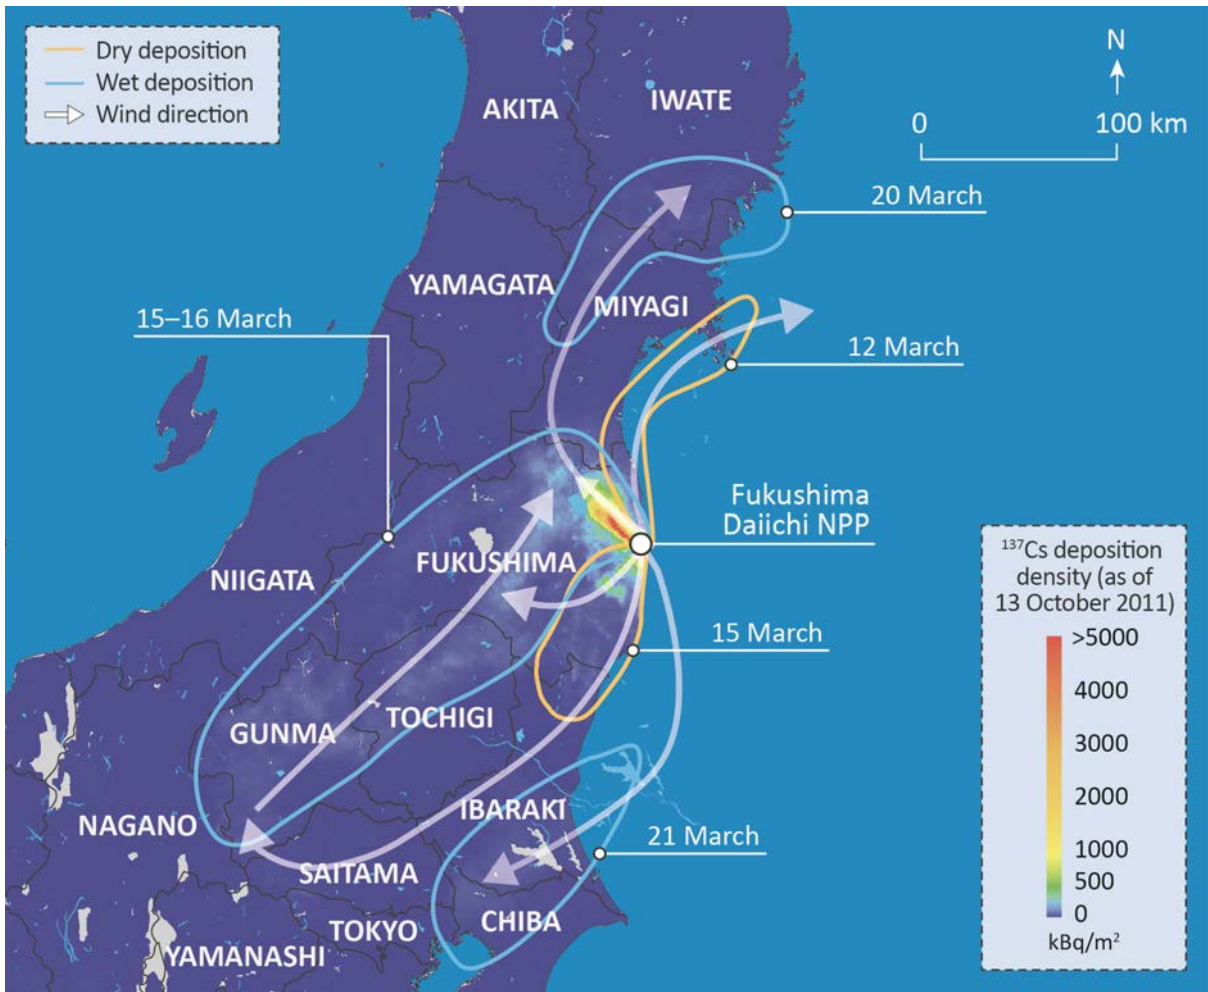 Dry deposition
Wet deposition
Wind direction
N
0
100 km
AKITA
IWATE
20 March
YAMAGATA
MIYAGI
15–16 March
12 March
Fukushima
Daiichi NPP
FUKUSHIMA
NIIGATA
15 March
GUNMA
TOCHIGI
IBARAKI
NAGANO
21 March
SAITAMA
CHIBA
TOKYO
YAMANASHI
¹³⁷Cs deposition
density (as of
13 October 2011)
>5000
4000
3000
2000
1000
500
0
kBq/m²